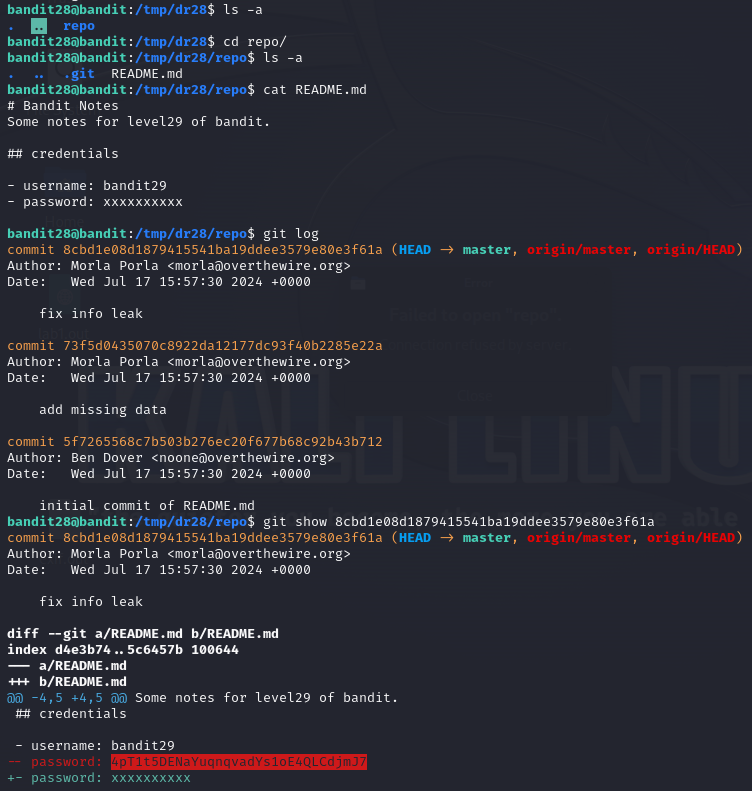 bandit28@bandit:/tmp/dr28$ ls -a
. .. repo
bandit28@bandit:/tmp/dr28$ cd repo/
bandit28@bandit:/tmp/dr28/repo$ ls -a
. .. .git README.md
bandit28@bandit:/tmp/dr28/repo$ cat README.md
# Bandit Notes
Some notes for level29 of bandit.
## credentials
- username: bandit29
- password: xxxxxxxxxx
bandit28@bandit:/tmp/dr28/repo$ git log
commit 8cbd1e08d1879415541ba19ddee3579e80e3f61a (HEAD -> master, origin/master, origin/HEAD)
Author: Morla Porla <morla@overthewire.org>
Date:   Wed Jul 17 15:57:30 2024 +0000
    fix info leak
commit 73f5d0435070c8922da12177dc93f40b2285e22a
Author: Morla Porla <morla@overthewire.org>
Date:   Wed Jul 17 15:57:30 2024 +0000
    add missing data
commit 5f7265568c7b503b276ec20f677b68c92b43b712
Author: Ben Dover <noone@overthewire.org>
Date:   Wed Jul 17 15:57:30 2024 +0000
    initial commit of README.md
bandit28@bandit:/tmp/dr28/repo$ git show 8cbd1e08d1879415541ba19ddee3579e80e3f61a
commit 8cbd1e08d1879415541ba19ddee3579e80e3f61a (HEAD -> master, origin/master, origin/HEAD)
Author: Morla Porla <morla@overthewire.org>
Date:   Wed Jul 17 15:57:30 2024 +0000
    fix info leak
diff --git a/README.md b/README.md
index d4e3b74..5c6457b 100644
--- a/README.md
+++ b/README.md
@@ -4,5 +4,5 @@ Some notes for level29 of bandit.
 ## credentials
 - username: bandit29
-- password: 4pT1t5DENaYuqnqvadYs1oE4QLCdjmJ7
+- password: xxxxxxxxxx
Failed to open "repo"
KALI LINU
able